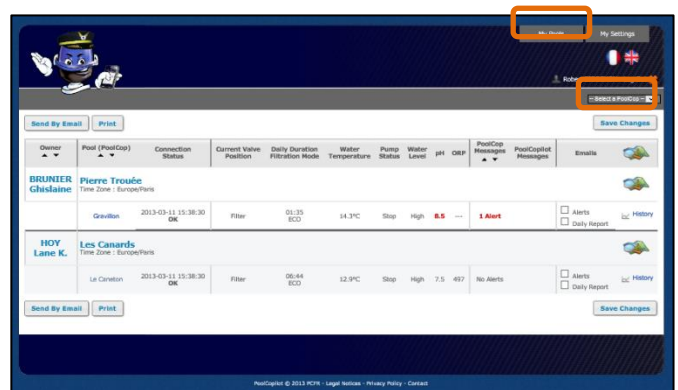 My Settings
-- Select a PoolCop --
Send By Email Print Save Changes
Owner Pool (PoolCop) Connection Status Current Valve Position Daily Duration Filtration Mode Water Temperature Pump Status Water Level pH ORP PoolCop Messages PoolCopilot Messages Emails
BRUNIER Ghislaine Pierre Trouée
Time Zone : Europe/Paris
Gravillon 2013-03-11 15:38:30 OK Filter 01:35 ECO 14.3°C Stop High 8.5 --- 1 Alert Alerts Daily Report History
HOY Lane K. Les Canards
Time Zone : Europe/Paris
Le Caneton 2013-03-11 15:38:30 OK Filter 06:44 ECO 12.9°C Stop High 7.5 497 No Alerts Alerts Daily Report History
Send By Email Print Save Changes
PoolCopilot © 2013 PCFR - Legal Notices - Privacy Policy - Contact